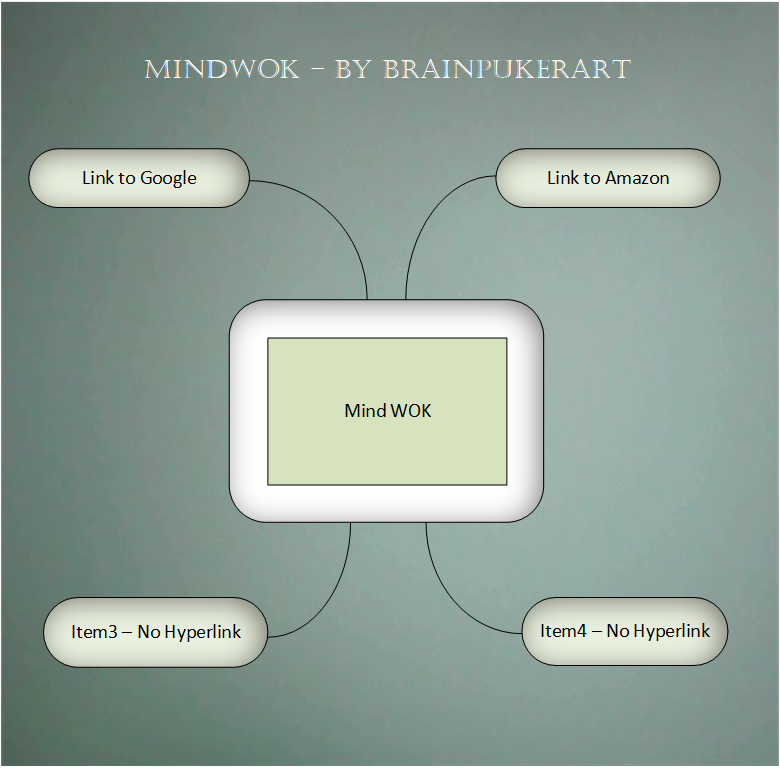 MINDWOK – BY BRAINPUKERART
Link to Google
Link to Amazon
Mind WOK
Item3 – No Hyperlink
Item4 – No Hyperlink